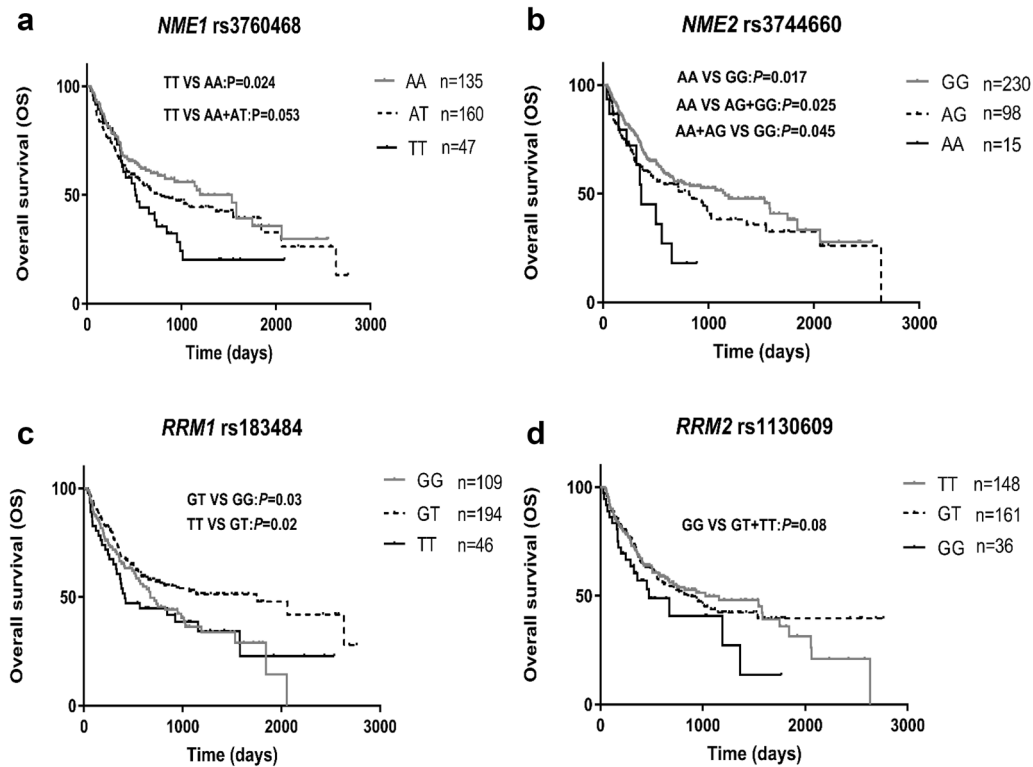 a
NME1 rs3760468
TT VS AA:P=0.024
TT VS AA+AT:P=0.053
AA n=135
AT n=160
TT n=47
Overall survival (OS)
100
50
0
0 1000 2000 3000
Time (days)
b
NME2 rs3744660
AA VS GG:P=0.017
AA VS AG+GG:P=0.025
AA+AG VS GG:P=0.045
GG n=230
AG n=98
AA n=15
Overall survival (OS)
100
50
0
0 1000 2000 3000
Time (days)
c
RRM1 rs183484
GT VS GG:P=0.03
TT VS GT:P=0.02
GG n=109
GT n=194
TT n=46
Overall survival (OS)
100
50
0
0 1000 2000 3000
Time (days)
d
RRM2 rs1130609
GG VS GT+TT:P=0.08
TT n=148
GT n=161
GG n=36
Overall survival (OS)
100
50
0
0 1000 2000 3000
Time (days)